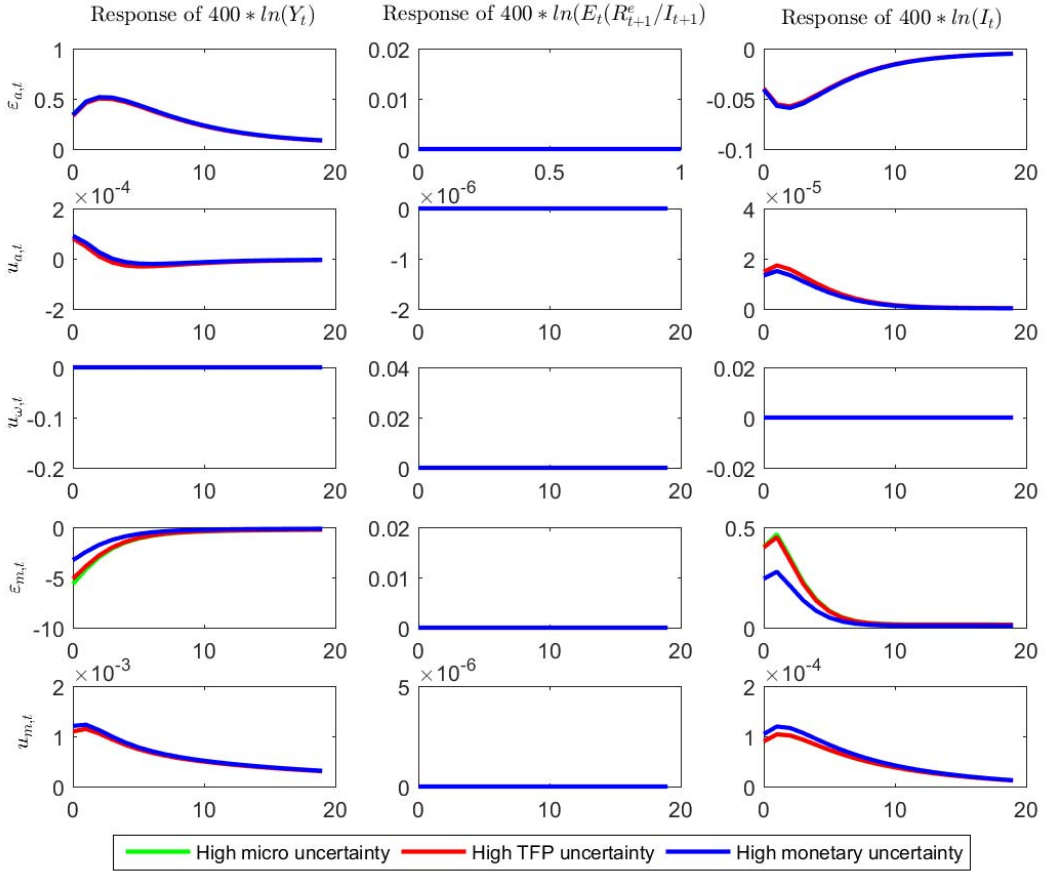 Response of 400 * ln(Y_t)
Response of 400 * ln(E_t(R^e_{t+1}/I_{t+1})
Response of 400 * ln(I_t)
ε_{a,t}
1
0.5
0
0 10 20
0.02
0.01
0
0 0.5 1
0
-0.05
-0.1
0 10 20
u_{a,t}
×10^{-4}
2
0
-2
0 10 20
×10^{-6}
0
-1
-2
0 10 20
×10^{-5}
4
2
0
0 10 20
u_{ω,t}
0
-0.1
-0.2
0 10 20
0.04
0.02
0
0 10 20
0.02
0
-0.02
0 10 20
ε_{m,t}
0
-5
-10
0 10 20
0.02
0.01
0
0 10 20
0.5
0
0 10 20
u_{m,t}
×10^{-3}
2
1
0
0 10 20
×10^{-6}
5
0
0 10 20
×10^{-4}
2
1
0
0 10 20
High micro uncertainty High TFP uncertainty High monetary uncertainty